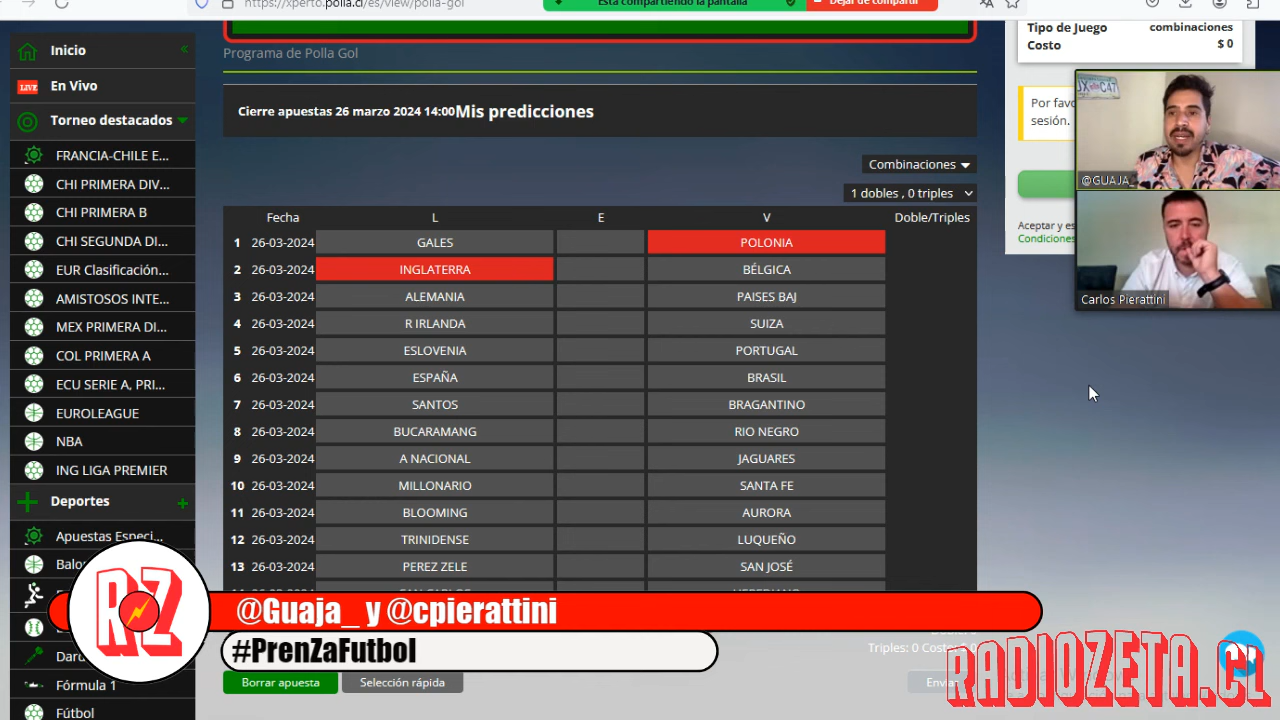 https://xperto.polla.cl/es/view/polla-gol
Está compartiendo la pantalla
Dejar de compartir
Inicio
LIVE En Vivo
Torneo destacados
FRANCIA-CHILE E...
CHI PRIMERA DIV...
CHI PRIMERA B
CHI SEGUNDA DI...
EUR Clasificación...
AMISTOSOS INTE...
MEX PRIMERA DI...
COL PRIMERA A
ECU SERIE A, PRI...
EUROLEAGUE
NBA
ING LIGA PREMIER
Deportes
Apuestas Especi...
Fórmula 1
Fútbol
Programa de Polla Gol
Cierre apuestas 26 marzo 2024 14:00Mis predicciones
Combinaciones
1 dobles , 0 triples
Fecha L E V Doble/Triples
1 26-03-2024 GALES POLONIA
2 26-03-2024 INGLATERRA BÉLGICA
3 26-03-2024 ALEMANIA PAISES BAJ
4 26-03-2024 R IRLANDA SUIZA
5 26-03-2024 ESLOVENIA PORTUGAL
6 26-03-2024 ESPAÑA BRASIL
7 26-03-2024 SANTOS BRAGANTINO
8 26-03-2024 BUCARAMANG RIO NEGRO
9 26-03-2024 A NACIONAL JAGUARES
10 26-03-2024 MILLONARIO SANTA FE
11 26-03-2024 BLOOMING AURORA
12 26-03-2024 TRINIDENSE LUQUEÑO
13 26-03-2024 PEREZ ZELE SAN JOSÉ
Triples: 0 Costo: $ 0
Borrar apuesta
Selección rápida
Tipo de Juego combinaciones
Costo $ 0
Por favo
sesión.
Aceptar y es
Condiciones
@GUAJA_
Carlos Pierattini
RZ
@Guaja_ y @cpierattini
#PrenZaFutbol
RADIOZETA.CL